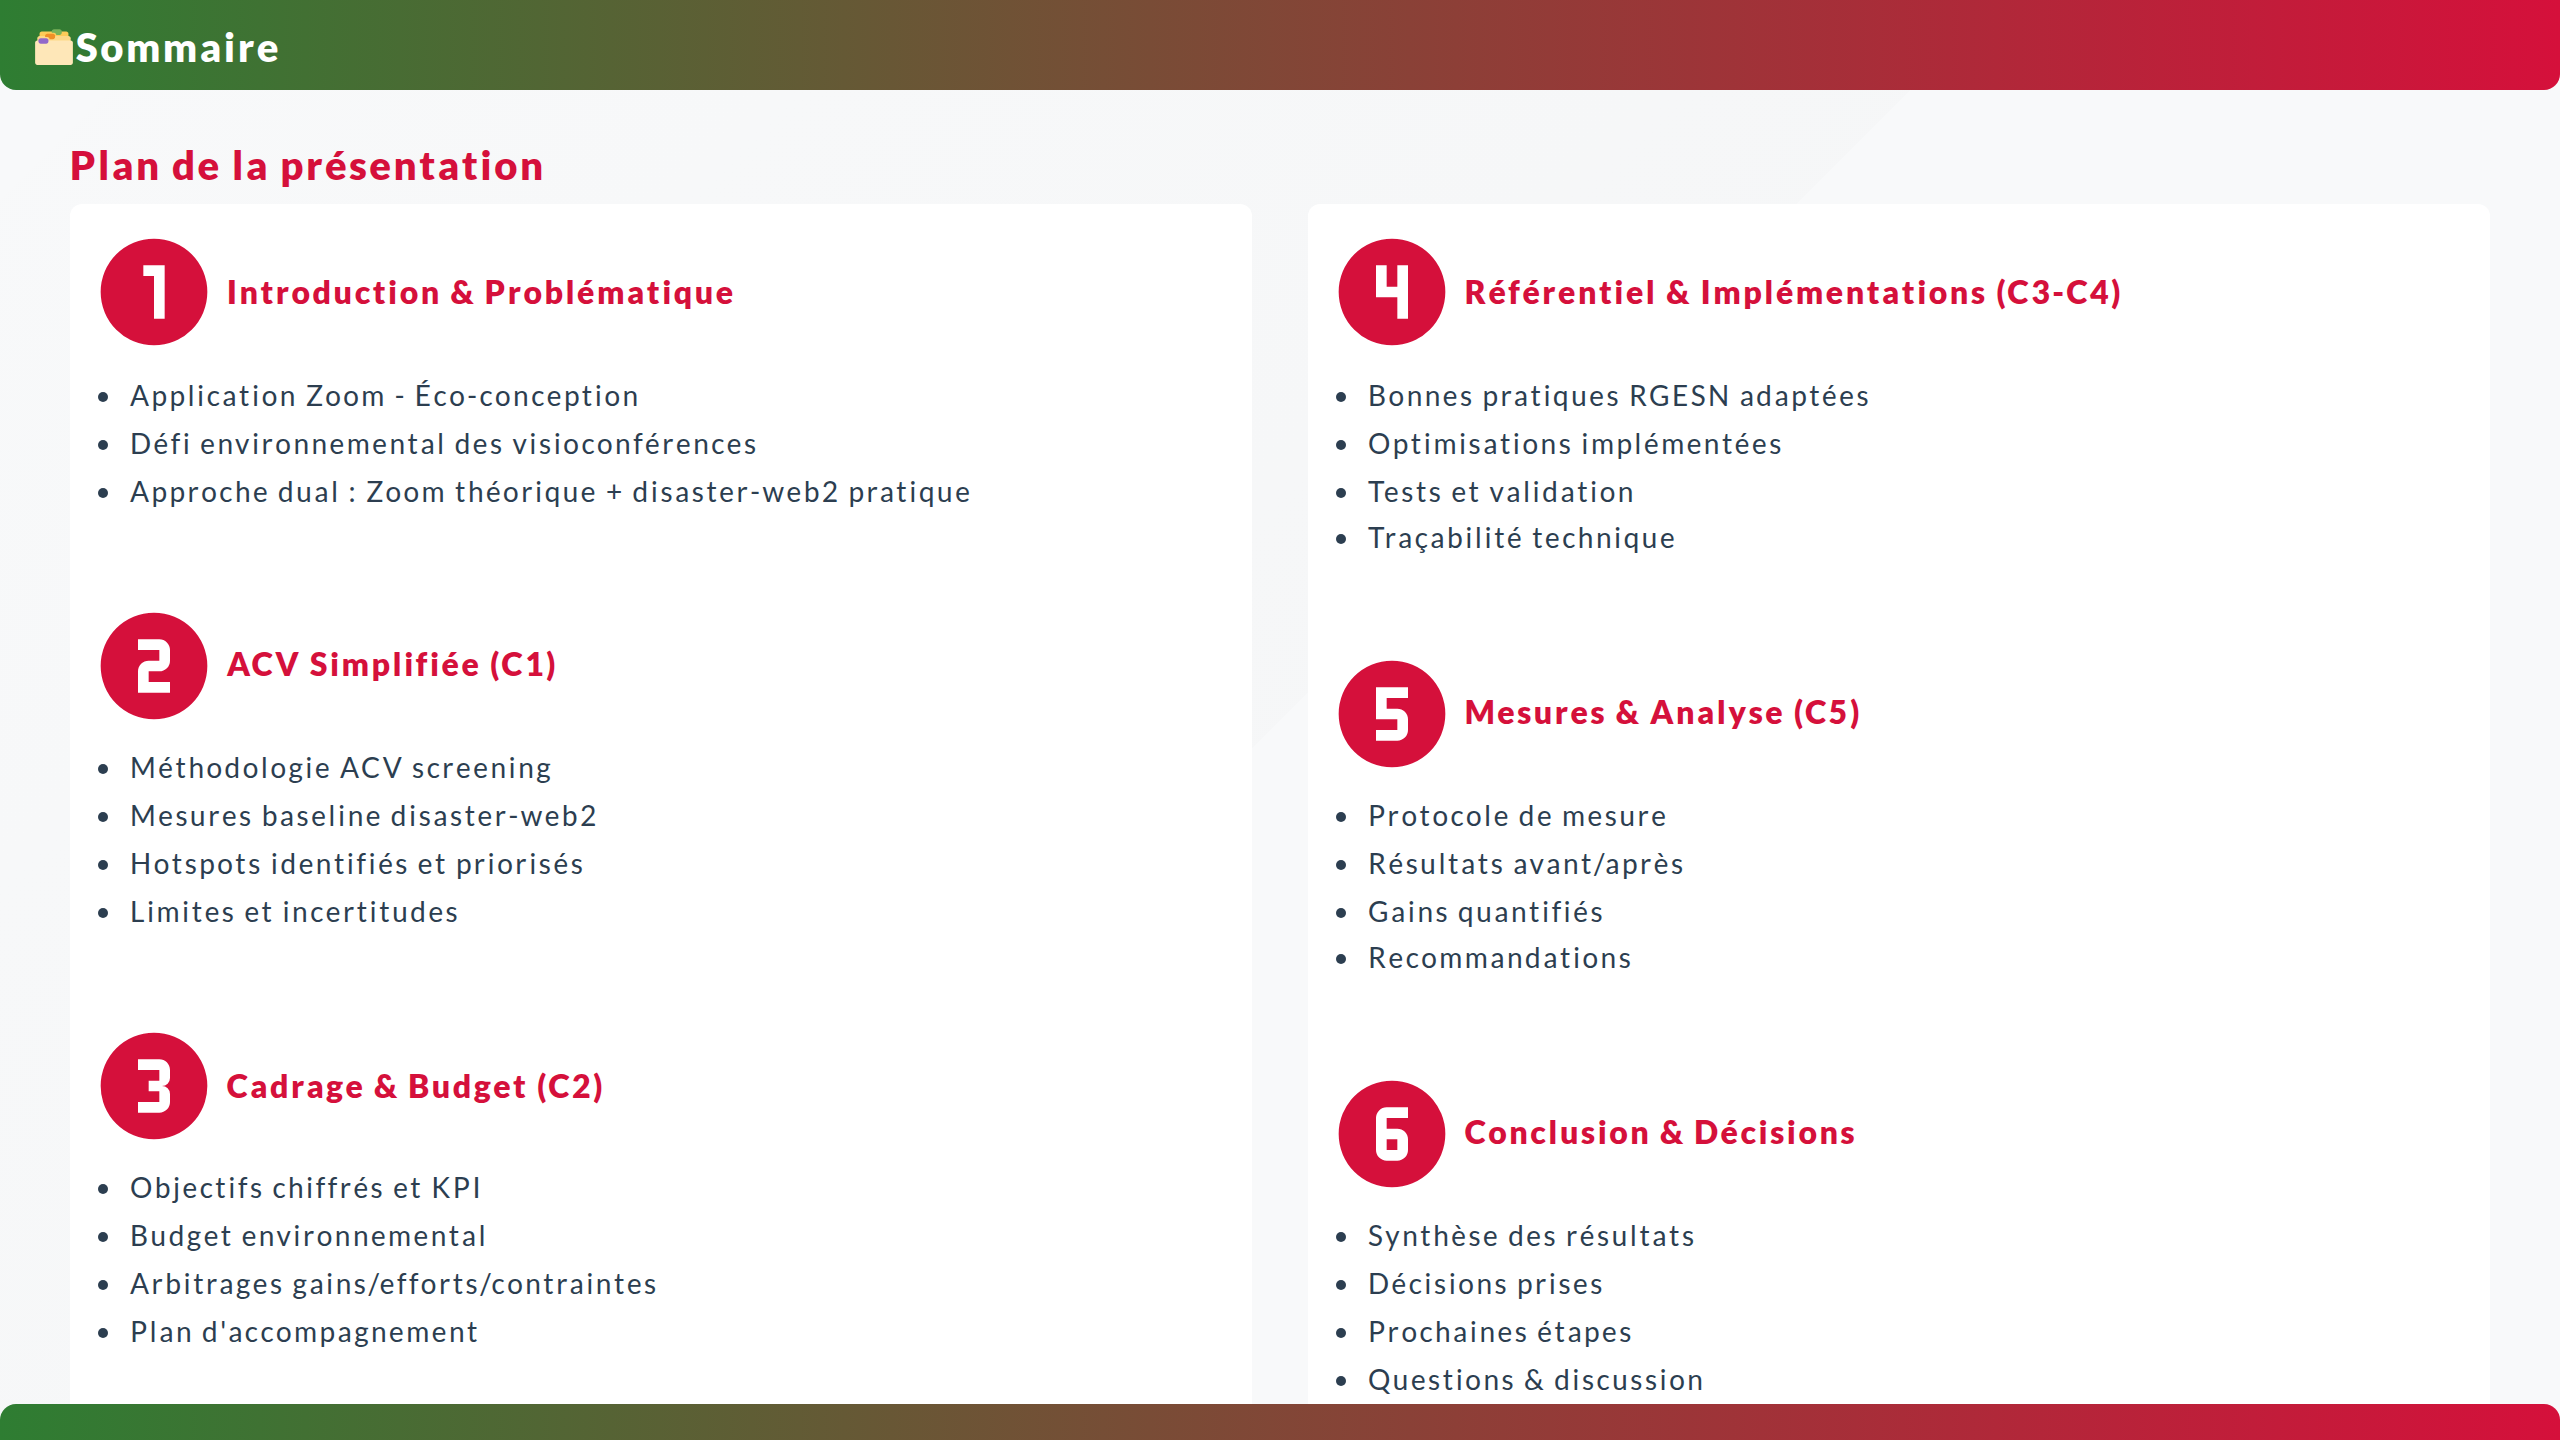 Sommaire
Plan de la présentation
1 Introduction & Problématique
Application Zoom - Éco-conception
Défi environnemental des visioconférences
Approche dual : Zoom théorique + disaster-web2 pratique
2 ACV Simplifiée (C1)
Méthodologie ACV screening
Mesures baseline disaster-web2
Hotspots identifiés et priorisés
Limites et incertitudes
3 Cadrage & Budget (C2)
Objectifs chiffrés et KPI
Budget environnemental
Arbitrages gains/efforts/contraintes
Plan d'accompagnement
4 Référentiel & Implémentations (C3-C4)
Bonnes pratiques RGESN adaptées
Optimisations implémentées
Tests et validation
Traçabilité technique
5 Mesures & Analyse (C5)
Protocole de mesure
Résultats avant/après
Gains quantifiés
Recommandations
6 Conclusion & Décisions
Synthèse des résultats
Décisions prises
Prochaines étapes
Questions & discussion